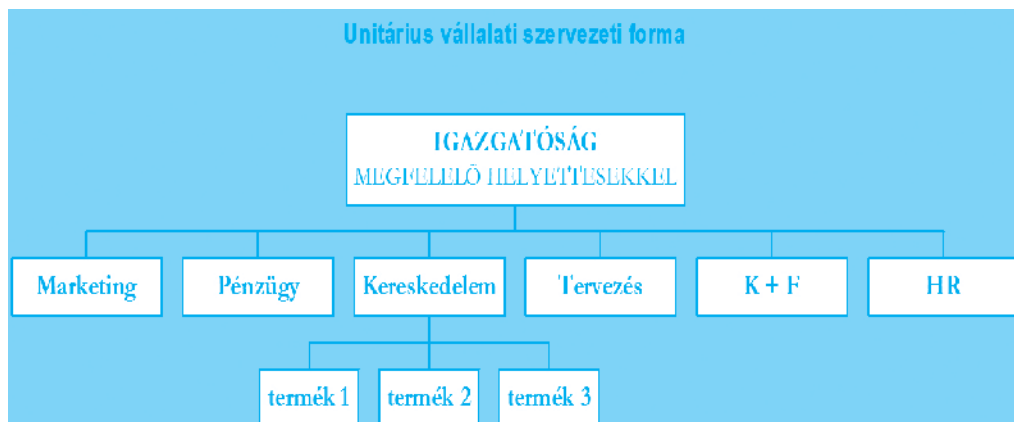 Unitárius vállalati szervezeti forma
IGAZGATÓSÁG
MEGFELELŐ HELYETTESEKKEL
Marketing
Pénzügy
Kereskedelem
Tervezés
K + F
HR
termék 1
termék 2
termék 3